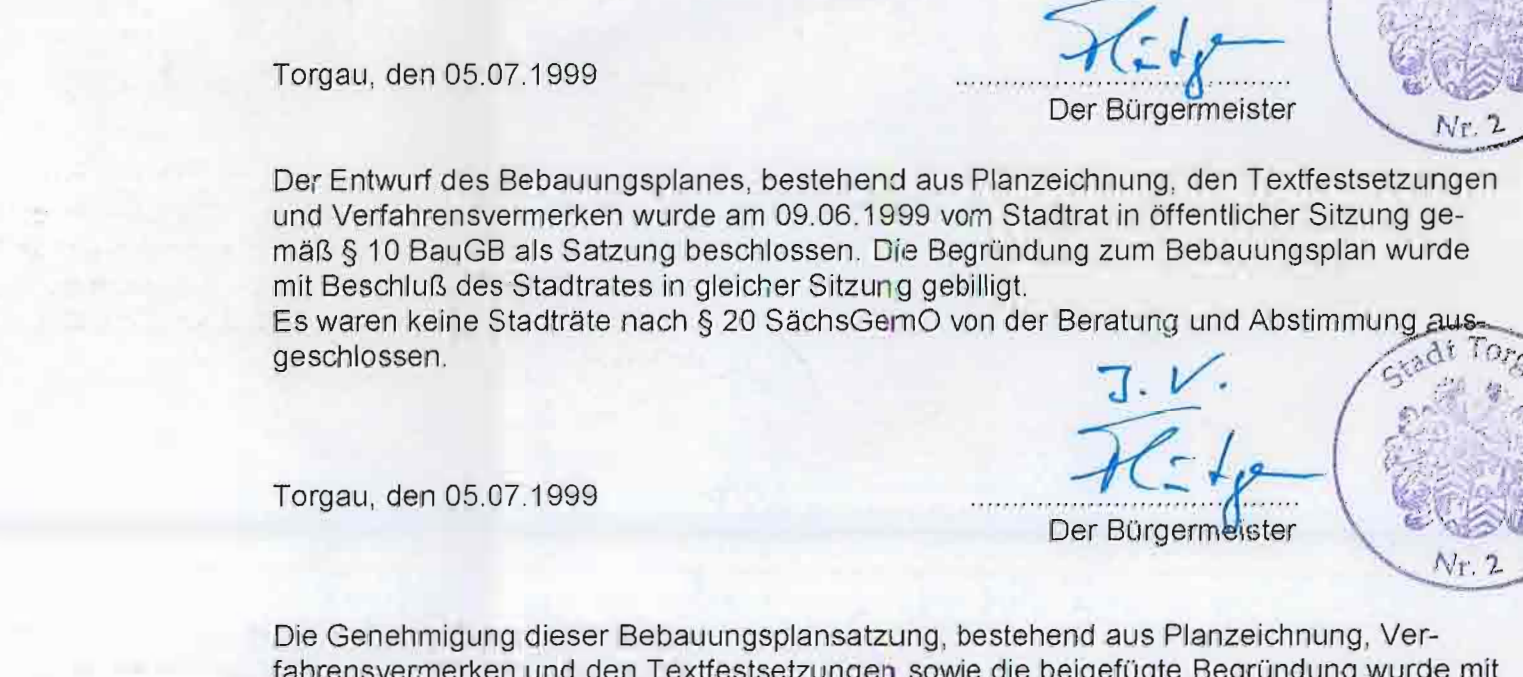 Torgau, den 05.07.1999
Der Bürgermeister
Nr. 2
Der Entwurf des Bebauungsplanes, bestehend aus Planzeichnung, den Textfestsetzungen
und Verfahrensvermerken wurde am 09.06.1999 vom Stadtrat in öffentlicher Sitzung ge-
mäß § 10 BauGB als Satzung beschlossen. Die Begründung zum Bebauungsplan wurde
mit Beschluß des Stadtrates in gleicher Sitzung gebilligt.
Es waren keine Stadträte nach § 20 SächsGemO von der Beratung und Abstimmung aus-
geschlossen.
Stadt Torg
J. V.
Torgau, den 05.07.1999
Der Bürgermeister
Nr. 2
Die Genehmigung dieser Bebauungsplansatzung, bestehend aus Planzeichnung, Ver-
fahrensvermerken und den Textfestsetzungen sowie die beigefügte Begründung wurde mit